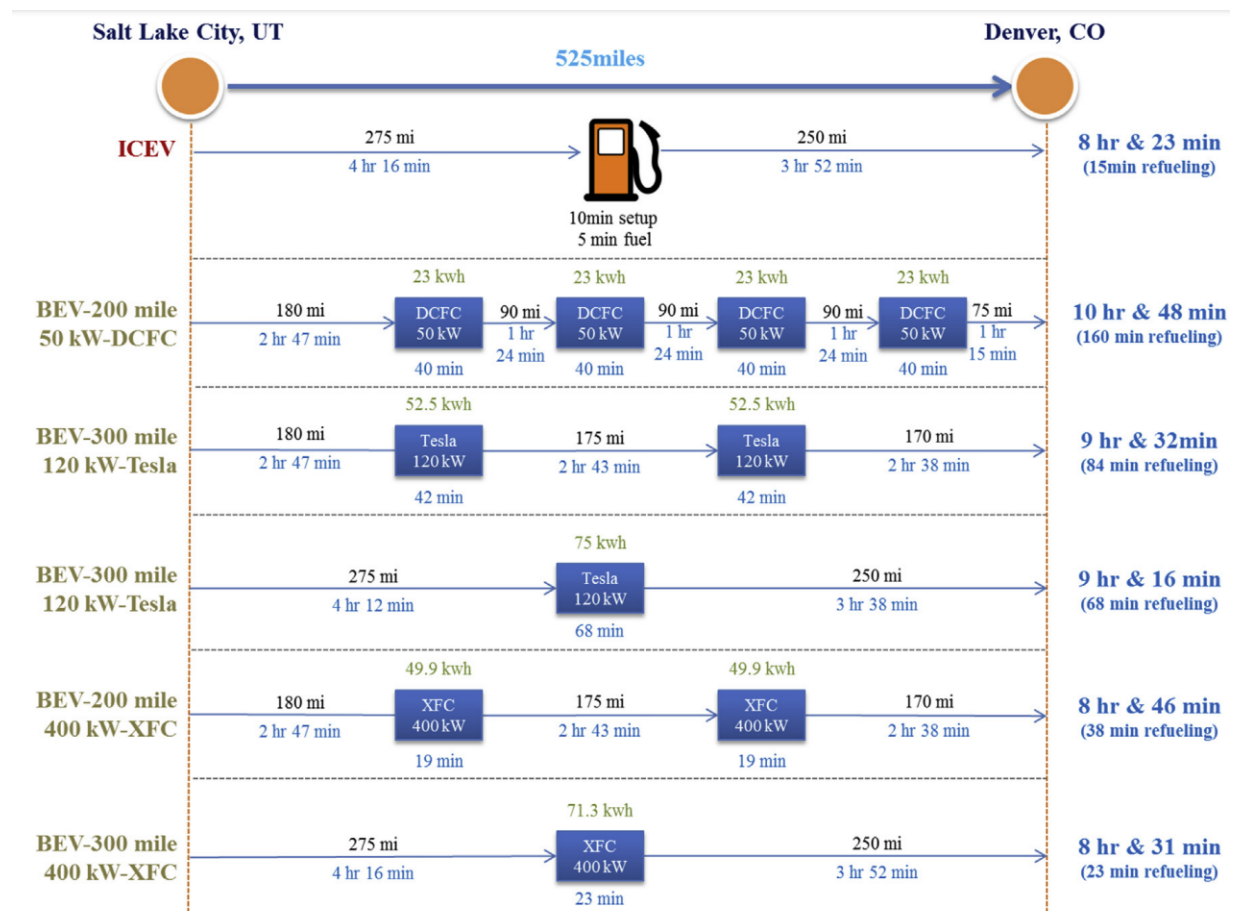 Salt Lake City, UT
Denver, CO
525miles
ICEV
275 mi
4 hr 16 min
10min setup
5 min fuel
250 mi
3 hr 52 min
8 hr & 23 min
(15min refueling)
BEV-200 mile
50 kW-DCFC
180 mi
2 hr 47 min
23 kwh
DCFC
50 kW
40 min
90 mi
1 hr
24 min
23 kwh
DCFC
50 kW
40 min
90 mi
1 hr
24 min
23 kwh
DCFC
50 kW
40 min
90 mi
1 hr
24 min
23 kwh
DCFC
50 kW
40 min
75 mi
1 hr
15 min
10 hr & 48 min
(160 min refueling)
BEV-300 mile
120 kW-Tesla
180 mi
2 hr 47 min
52.5 kwh
Tesla
120 kW
42 min
175 mi
2 hr 43 min
52.5 kwh
Tesla
120 kW
42 min
170 mi
2 hr 38 min
9 hr & 32min
(84 min refueling)
BEV-300 mile
120 kW-Tesla
275 mi
4 hr 12 min
75 kwh
Tesla
120 kW
68 min
250 mi
3 hr 38 min
9 hr & 16 min
(68 min refueling)
BEV-200 mile
400 kW-XFC
180 mi
2 hr 47 min
49.9 kwh
XFC
400 kW
19 min
175 mi
2 hr 43 min
49.9 kwh
XFC
400 kW
19 min
170 mi
2 hr 38 min
8 hr & 46 min
(38 min refueling)
BEV-300 mile
400 kW-XFC
275 mi
4 hr 16 min
71.3 kwh
XFC
400 kW
23 min
250 mi
3 hr 52 min
8 hr & 31 min
(23 min refueling)